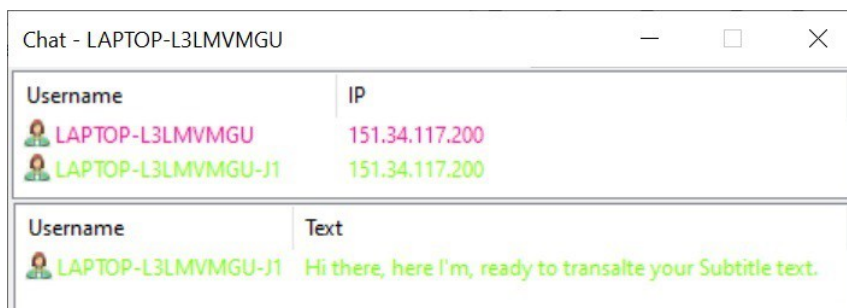 Chat - LAPTOP-L3LMVMGU
Username IP
LAPTOP-L3LMVMGU 151.34.117.200
LAPTOP-L3LMVMGU-J1 151.34.117.200
Username Text
LAPTOP-L3LMVMGU-J1 Hi there, here I'm, ready to transalte your Subtitle text.